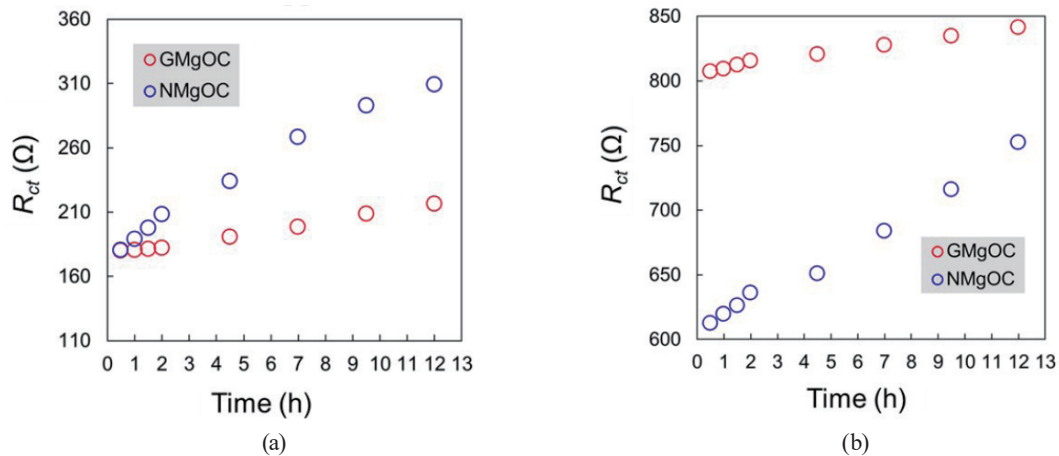 360
310
260
210
160
110
R_ct (Ω)
GMgOC
NMgOC
0 1 2 3 4 5 6 7 8 9 10 11 12 13
Time (h)
(a)
850
800
750
700
650
600
R_ct (Ω)
GMgOC
NMgOC
0 1 2 3 4 5 6 7 8 9 10 11 12 13
Time (h)
(b)